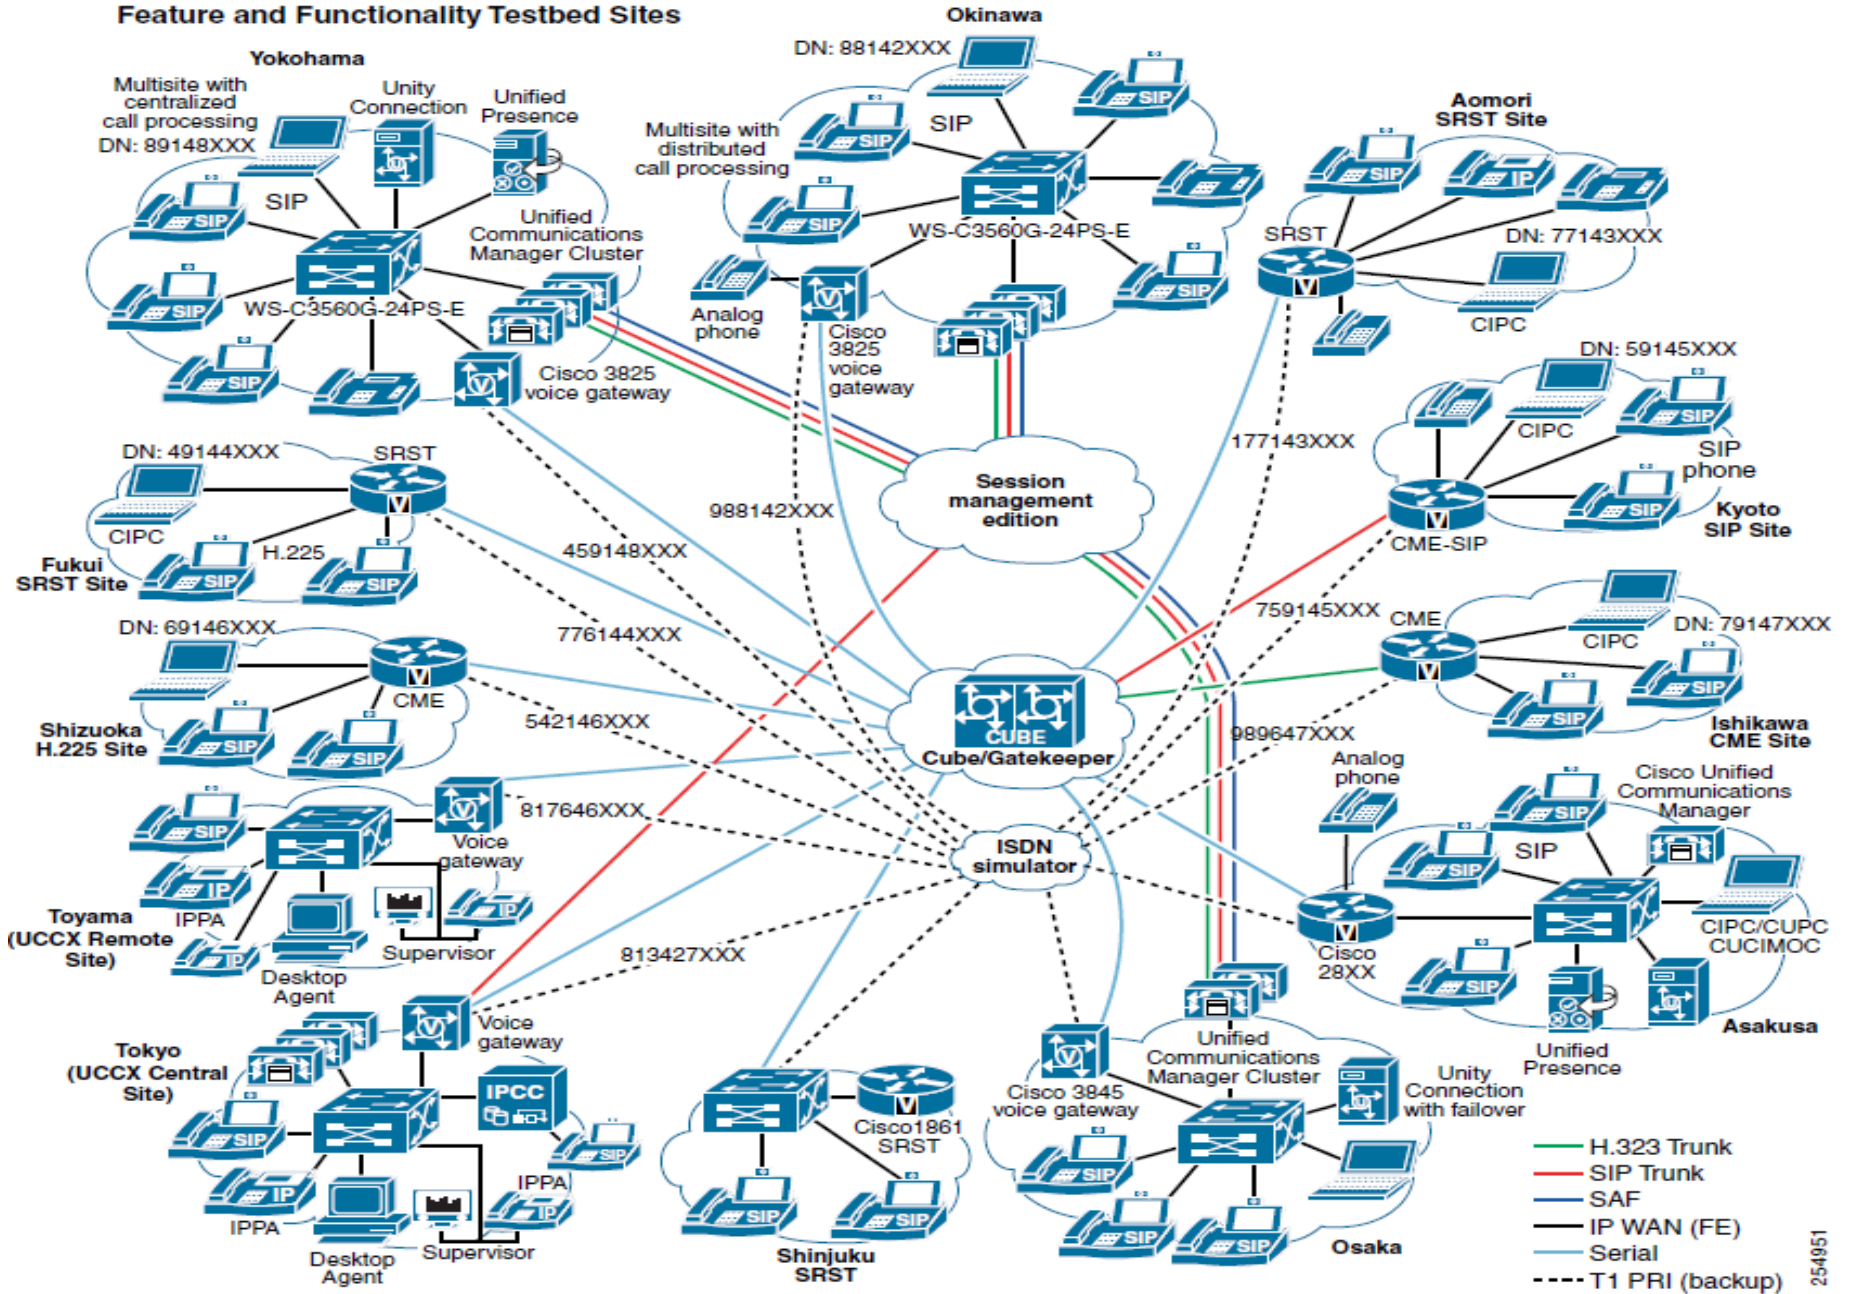 Feature and Functionality Testbed Sites
Yokohama
Multisite with
centralized
call processing
DN: 89148XXX
Unity
Connection
Unified
Presence
SIP
SIP
Unified
Communications
Manager Cluster
WS-C3560G-24PS-E
SIP
SIP
V
Cisco 3825
voice gateway
Okinawa
DN: 88142XXX
SIP
SIP
SIP
Multisite with
distributed
call processing
SIP
WS-C3560G-24PS-E
SIP
Analog
phone
V
Cisco
3825
voice
gateway
Aomori
SRST Site
SIP
IP
SRST
V
DN: 77143XXX
CIPC
DN: 59145XXX
CIPC
SIP
SIP
phone
SIP
V
CME-SIP
Kyoto
SIP Site
DN: 49144XXX
SRST
V
CIPC
H.225
SIP
SIP
Fukui
SRST Site
Session
management
edition
988142XXX
177143XXX
459148XXX
776144XXX
759145XXX
CME
V
CIPC
DN: 79147XXX
SIP
SIP
Ishikawa
CME Site
DN: 69146XXX
V
CME
SIP
SIP
Shizuoka
H.225 Site
542146XXX
CUBE
Cube/Gatekeeper
989647XXX
817646XXX
ISDN
simulator
Analog
phone
Cisco Unified
Communications
Manager
SIP
SIP
SIP
V
Cisco
28XX
CIPC/CUPC
CUCIMOC
SIP
Unified
Presence
Asakusa
SIP
V
Voice
gateway
IP
IPPA
IP
IP
Toyama
(UCCX Remote
Site)
Desktop
Agent
Supervisor
813427XXX
Tokyo
(UCCX Central
Site)
V
Voice
gateway
IPCC
SIP
SIP
IP
IPPA
IPPA
IP
Desktop
Agent
Supervisor
V
Cisco1861
SRST
SIP
SIP
Shinjuku
SRST
V
Cisco 3845
voice gateway
Unified
Communications
Manager Cluster
Unity
Connection
with failover
SIP
SIP
SIP
Osaka
H.323 Trunk
SIP Trunk
SAF
IP WAN (FE)
Serial
T1 PRI (backup)
254951